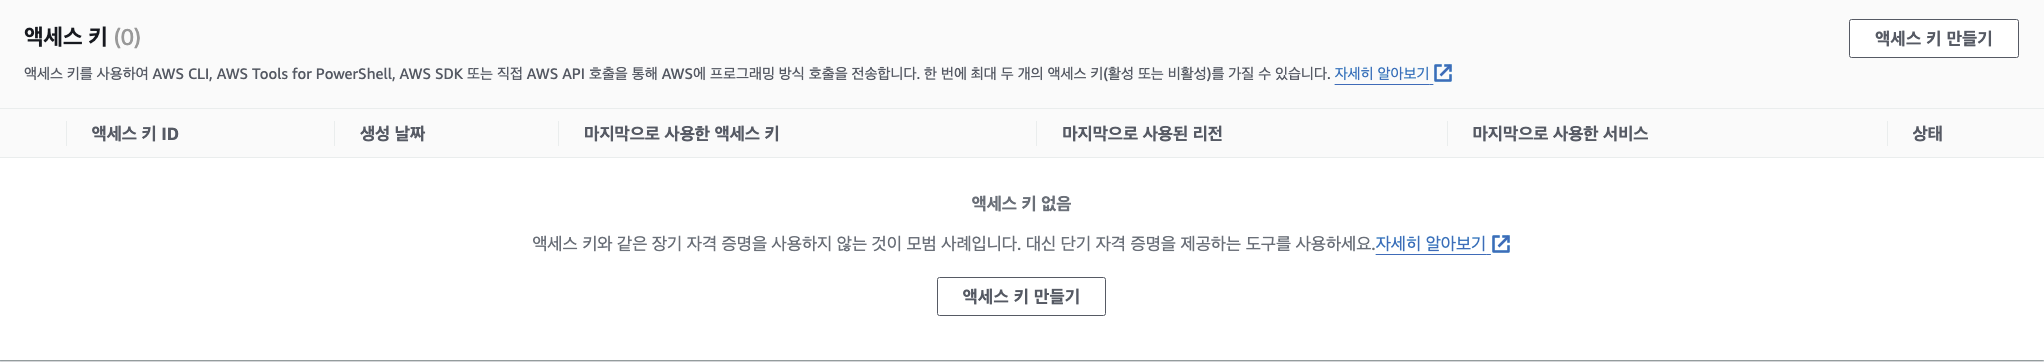 액세스 키 (0)
액세스 키 만들기
액세스 키를 사용하여 AWS CLI, AWS Tools for PowerShell, AWS SDK 또는 직접 AWS API 호출을 통해 AWS에 프로그래밍 방식 호출을 전송합니다. 한 번에 최대 두 개의 액세스 키(활성 또는 비활성)를 가질 수 있습니다. 자세히 알아보기
액세스 키 ID 생성 날짜 마지막으로 사용한 액세스 키 마지막으로 사용된 리전 마지막으로 사용한 서비스 상태
액세스 키 없음
액세스 키와 같은 장기 자격 증명을 사용하지 않는 것이 모범 사례입니다. 대신 단기 자격 증명을 제공하는 도구를 사용하세요.자세히 알아보기
액세스 키 만들기